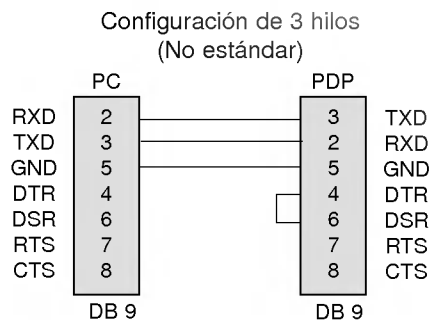 Configuración de 3 hilos
(No estándar)
PC PDP
RXD 2 3 TXD
TXD 3 2 RXD
GND 5 5 GND
DTR 4 4 DTR
DSR 6 6 DSR
RTS 7 7 RTS
CTS 8 8 CTS
DB 9 DB 9